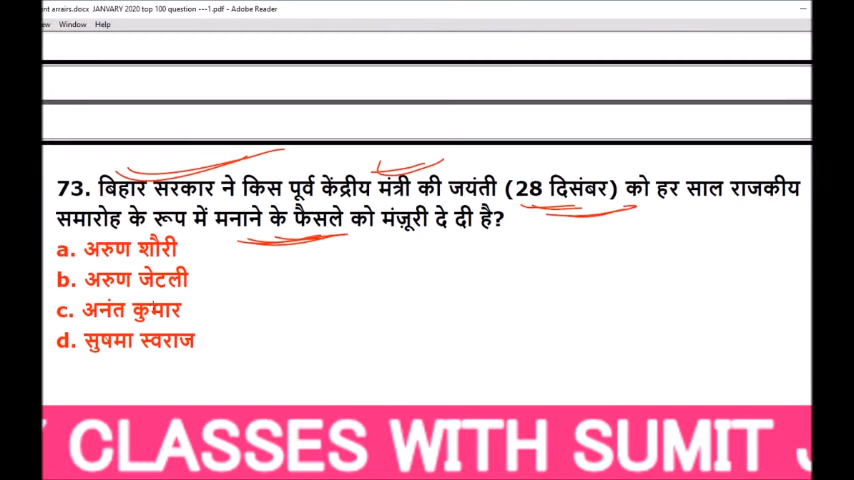 nt arrairs.docx JANVARY 2020 top 100 question ---1.pdf - Adobe Reader
ew Window Help
73. बिहार सरकार ने किस पूर्व केंद्रीय मंत्री की जयंती (28 दिसंबर) को हर साल राजकीय
समारोह के रूप में मनाने के फैसले को मंज़ूरी दे दी है?
a. अरुण शौरी
b. अरुण जेटली
c. अनंत कुमार
d. सुषमा स्वराज
Y CLASSES WITH SUMIT J